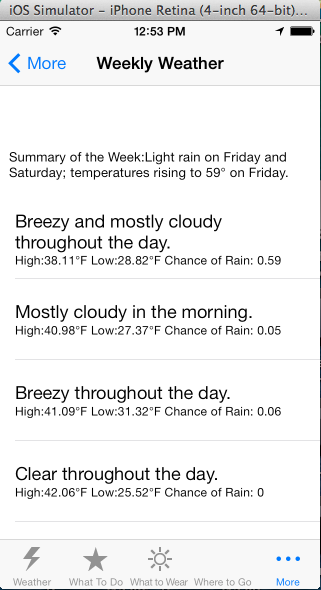 iOS Simulator – iPhone Retina (4-inch 64-bit)...
Carrier 12:53 PM
More Weekly Weather
Summary of the Week:Light rain on Friday and
Saturday; temperatures rising to 59° on Friday.
Breezy and mostly cloudy
throughout the day.
High:38.11°F Low:28.82°F Chance of Rain: 0.59
Mostly cloudy in the morning.
High:40.98°F Low:27.37°F Chance of Rain: 0.05
Breezy throughout the day.
High:41.09°F Low:31.32°F Chance of Rain: 0.06
Clear throughout the day.
High:42.06°F Low:25.52°F Chance of Rain: 0
Weather What To Do What to Wear Where to Go More